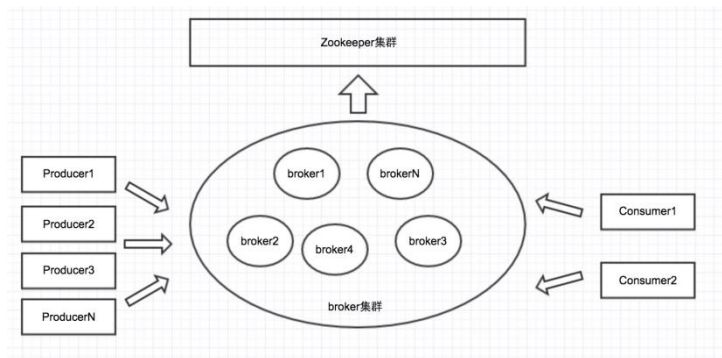 Zookeeper集群
Producer1
Producer2
Producer3
ProducerN
broker1
brokerN
broker2
broker4
broker3
broker集群
Consumer1
Consumer2